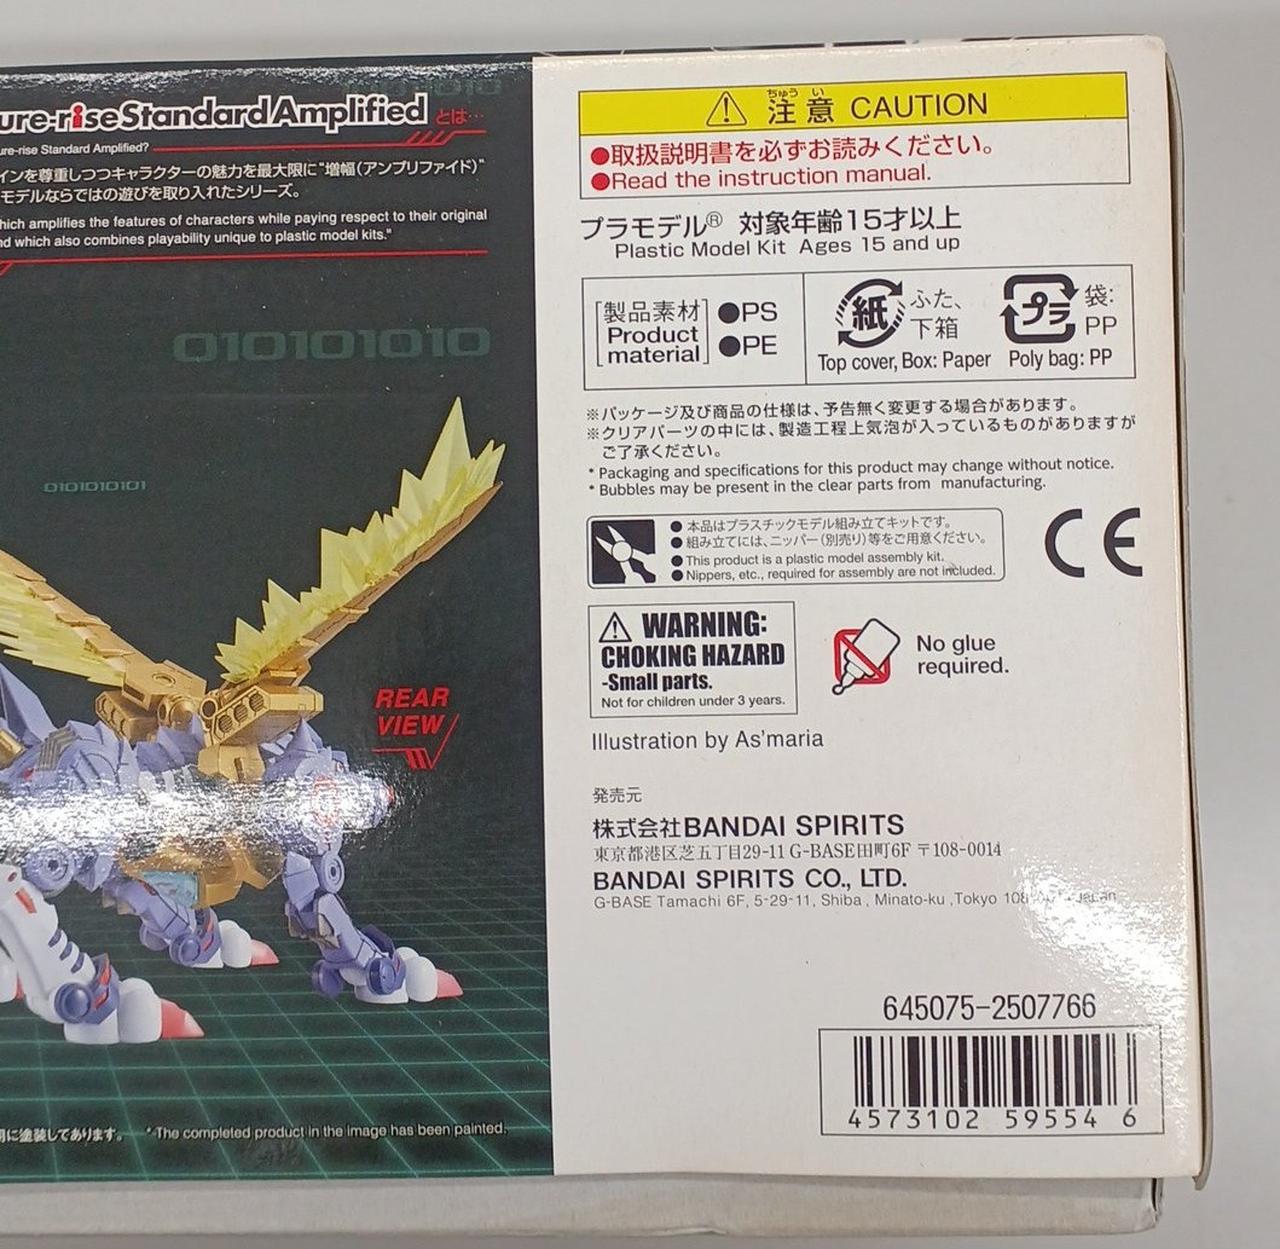 ure-riseStandardAmplified とは…
ure-rise Standard Amplified?
インを尊重しつつキャラクターの魅力を最大限に"増幅(アンプリファイド)"
モデルならではの遊びを取り入れたシリーズ。
hich amplifies the features of characters while paying respect to their original
nd which also combines playability unique to plastic model kits."
010101010
0101010101
REAR
VIEW
に塗装してあります。 *The completed product in the image has been painted.
ちゅう い
注意 CAUTION
●取扱説明書を必ずお読みください。
●Read the instruction manual.
プラモデル® 対象年齢15才以上
Plastic Model Kit Ages 15 and up
[製品素材] ●PS
Product
material ●PE
紙 ふた、
下箱
Top cover, Box: Paper
プラ 袋:
PP
Poly bag: PP
※パッケージ及び商品の仕様は、予告無く変更する場合があります。
※クリアパーツの中には、製造工程上気泡が入っているものがありますが
ご了承ください。
* Packaging and specifications for this product may change without notice.
* Bubbles may be present in the clear parts from manufacturing.
●本品はプラスチックモデル組み立てキットです。
●組み立てには、ニッパー(別売り)等をご用意ください。
●This product is a plastic model assembly kit.
●Nippers, etc., required for assembly are not included.
CE
WARNING:
CHOKING HAZARD
-Small parts.
Not for children under 3 years.
No glue
required.
Illustration by As'maria
発売元
株式会社BANDAI SPIRITS
東京都港区芝五丁目29-11 G-BASE田町6F 〒108-0014
BANDAI SPIRITS CO., LTD.
G-BASE Tamachi 6F, 5-29-11, Shiba, Minato-ku, Tokyo Japan
645075-2507766
4573102 59554 6